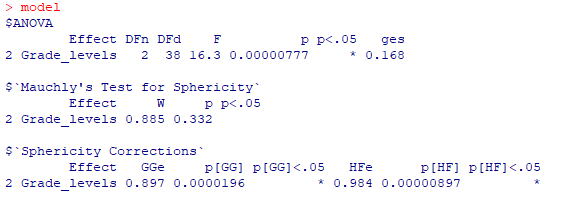 > model
$ANOVA
Effect DFn DFd F p p<.05 ges
2 Grade_levels 2 38 16.3 0.00000777 * 0.168
$`Mauchly's Test for Sphericity`
Effect W p p<.05
2 Grade_levels 0.885 0.332
$`Sphericity Corrections`
Effect GGe p[GG] p[GG]<.05 HFe p[HF] p[HF]<.05
2 Grade_levels 0.897 0.0000196 * 0.984 0.00000897 *